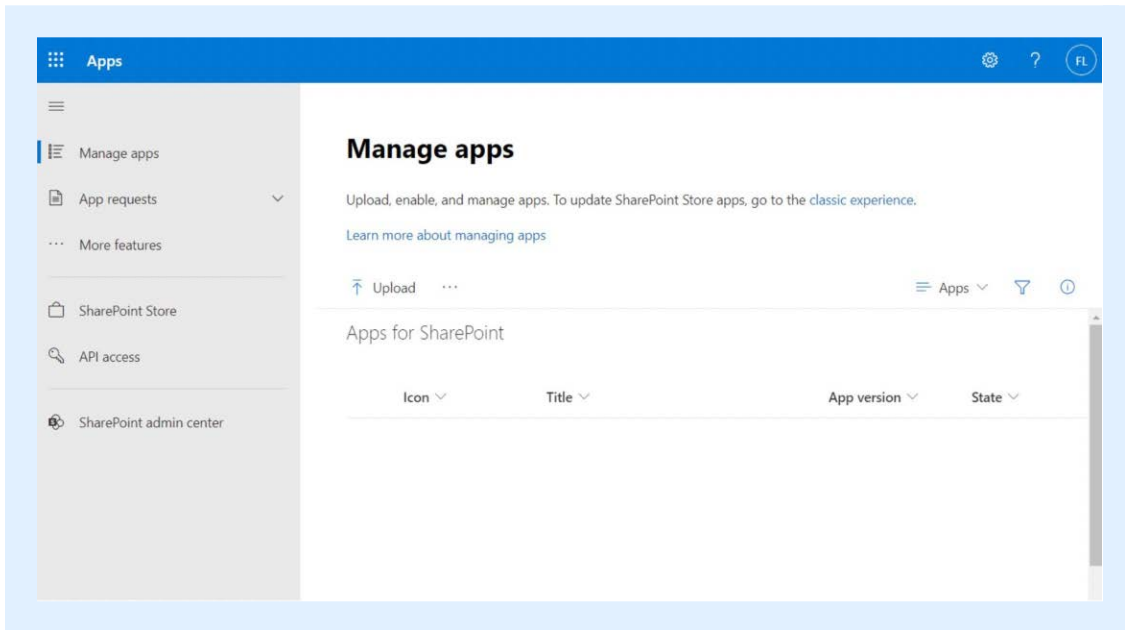 Apps
?
FL
Manage apps
App requests
More features
SharePoint Store
API access
SharePoint admin center
Manage apps
Upload, enable, and manage apps. To update SharePoint Store apps, go to the classic experience.
Learn more about managing apps
Upload ...
Apps
Apps for SharePoint
Icon Title App version State